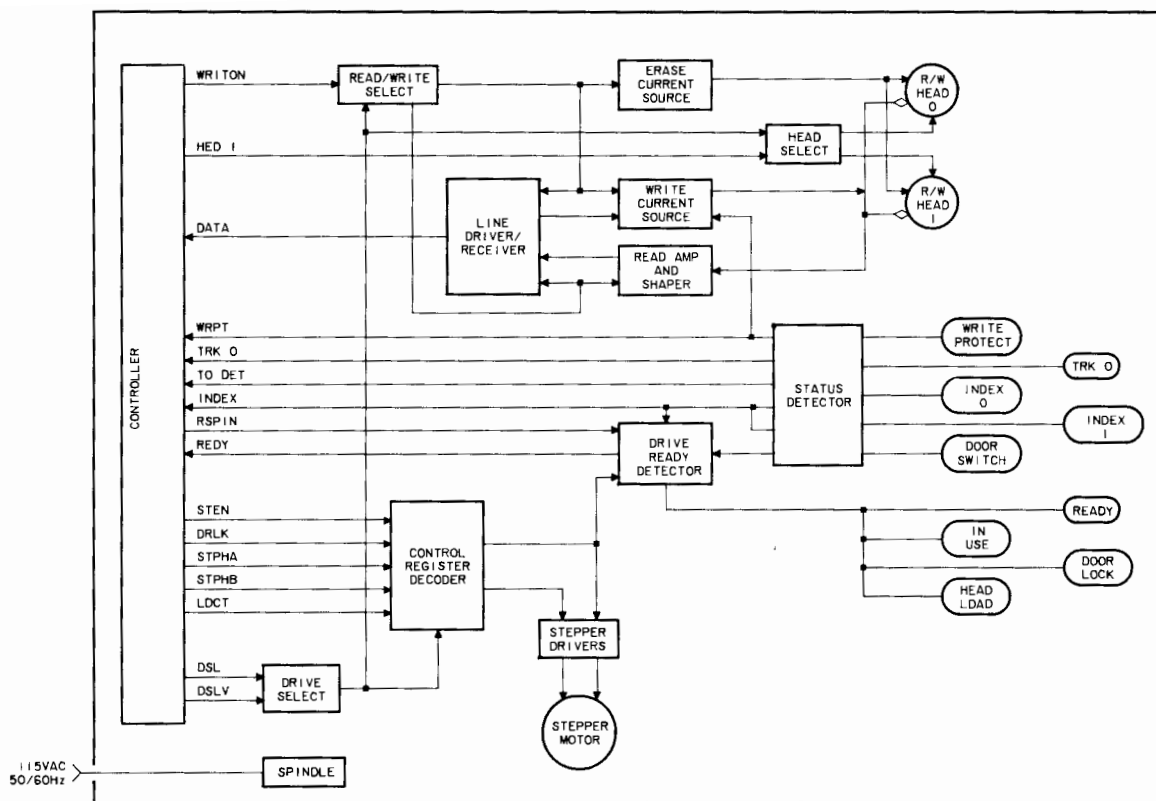 WRITON
READ/WRITE
SELECT
ERASE
CURRENT
SOURCE
R/W
HEAD
0
HED 1
HEAD
SELECT
R/W
HEAD
1
DATA
LINE
DRIVER/
RECEIVER
WRITE
CURRENT
SOURCE
READ AMP
AND
SHAPER
CONTROLLER
WRPT
TRK 0
TO DET
INDEX
RSPIN
REDY
STATUS
DETECTOR
WRITE
PROTECT
TRK 0
INDEX
0
INDEX
1
DOOR
SWITCH
DRIVE
READY
DETECTOR
READY
IN
USE
DOOR
LOCK
HEAD
LDAD
STEN
DRLK
STPHA
STPHB
LDCT
CONTROL
REGISTER
DECODER
STEPPER
DRIVERS
DSL
DSLV
DRIVE
SELECT
STEPPER
MOTOR
115VAC
50/60Hz
SPINDLE